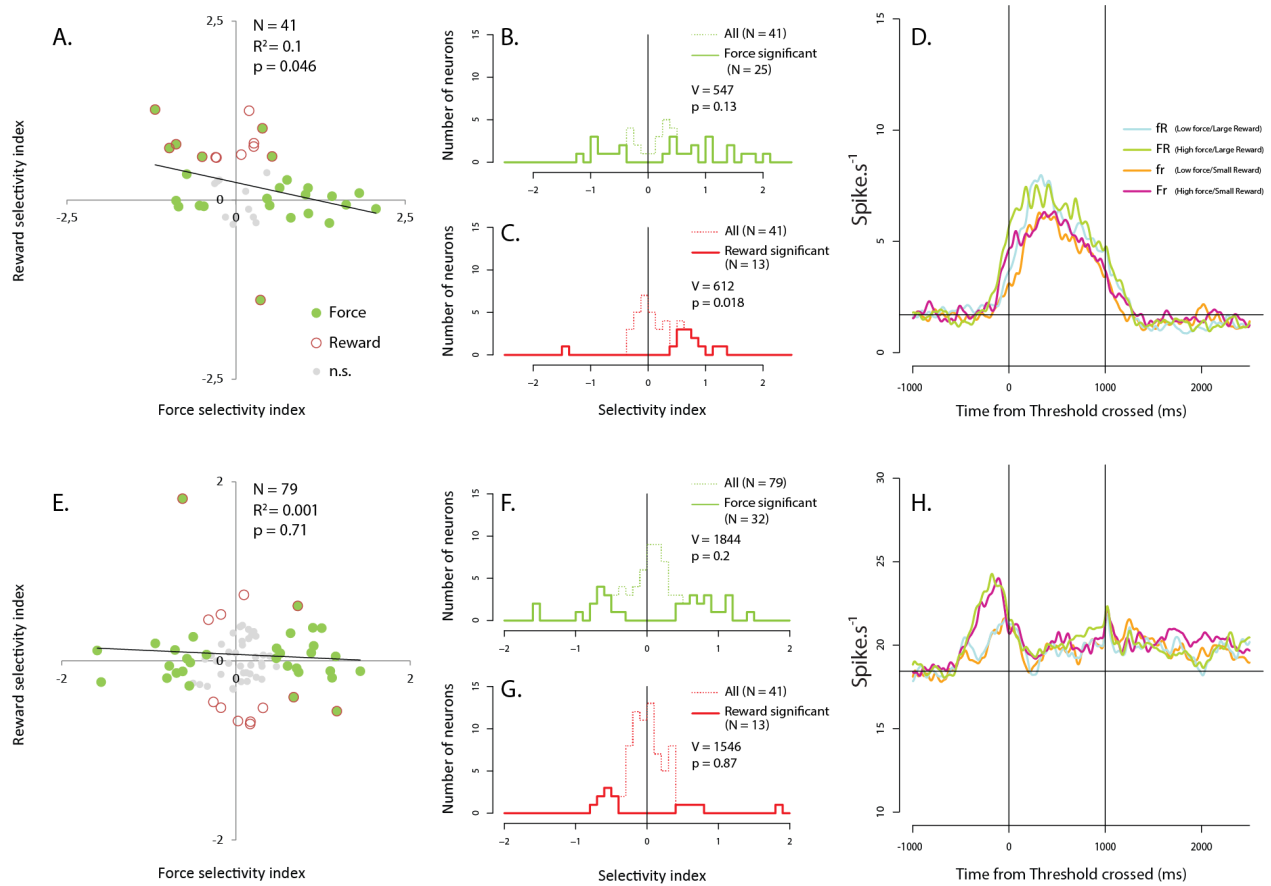 A.
2,5
N = 41
R² = 0.1
p = 0.046
Reward selectivity index
-2,5
0
0
2,5
-2,5
Force
Reward
n.s.
Force selectivity index
B.
Number of neurons
15
10
5
0
All (N = 41)
Force significant
(N = 25)
V = 547
p = 0.13
−2
−1
0
1
2
C.
Number of neurons
15
10
5
0
All (N = 41)
Reward significant
(N = 13)
V = 612
p = 0.018
−2
−1
0
1
2
Selectivity index
D.
Spike.s⁻¹
15
10
5
0
fR (Low force/Large Reward)
FR (High force/Large Reward)
fr (Low force/Small Reward)
Fr (High force/Small Reward)
-1000
0
1000
2000
Time from Threshold crossed (ms)
E.
2
N = 79
R² = 0.001
p = 0.71
Reward selectivity index
-2
0
0
2
-2
Force selectivity index
F.
Number of neurons
15
10
5
0
All (N = 79)
Force significant
(N = 32)
V = 1844
p = 0.2
−2
−1
0
1
2
G.
Number of neurons
15
10
5
0
All (N = 41)
Reward significant
(N = 13)
V = 1546
p = 0.87
−2
−1
0
1
2
Selectivity index
H.
Spike.s⁻¹
30
25
20
15
10
-1000
0
1000
2000
Time from Threshold crossed (ms)